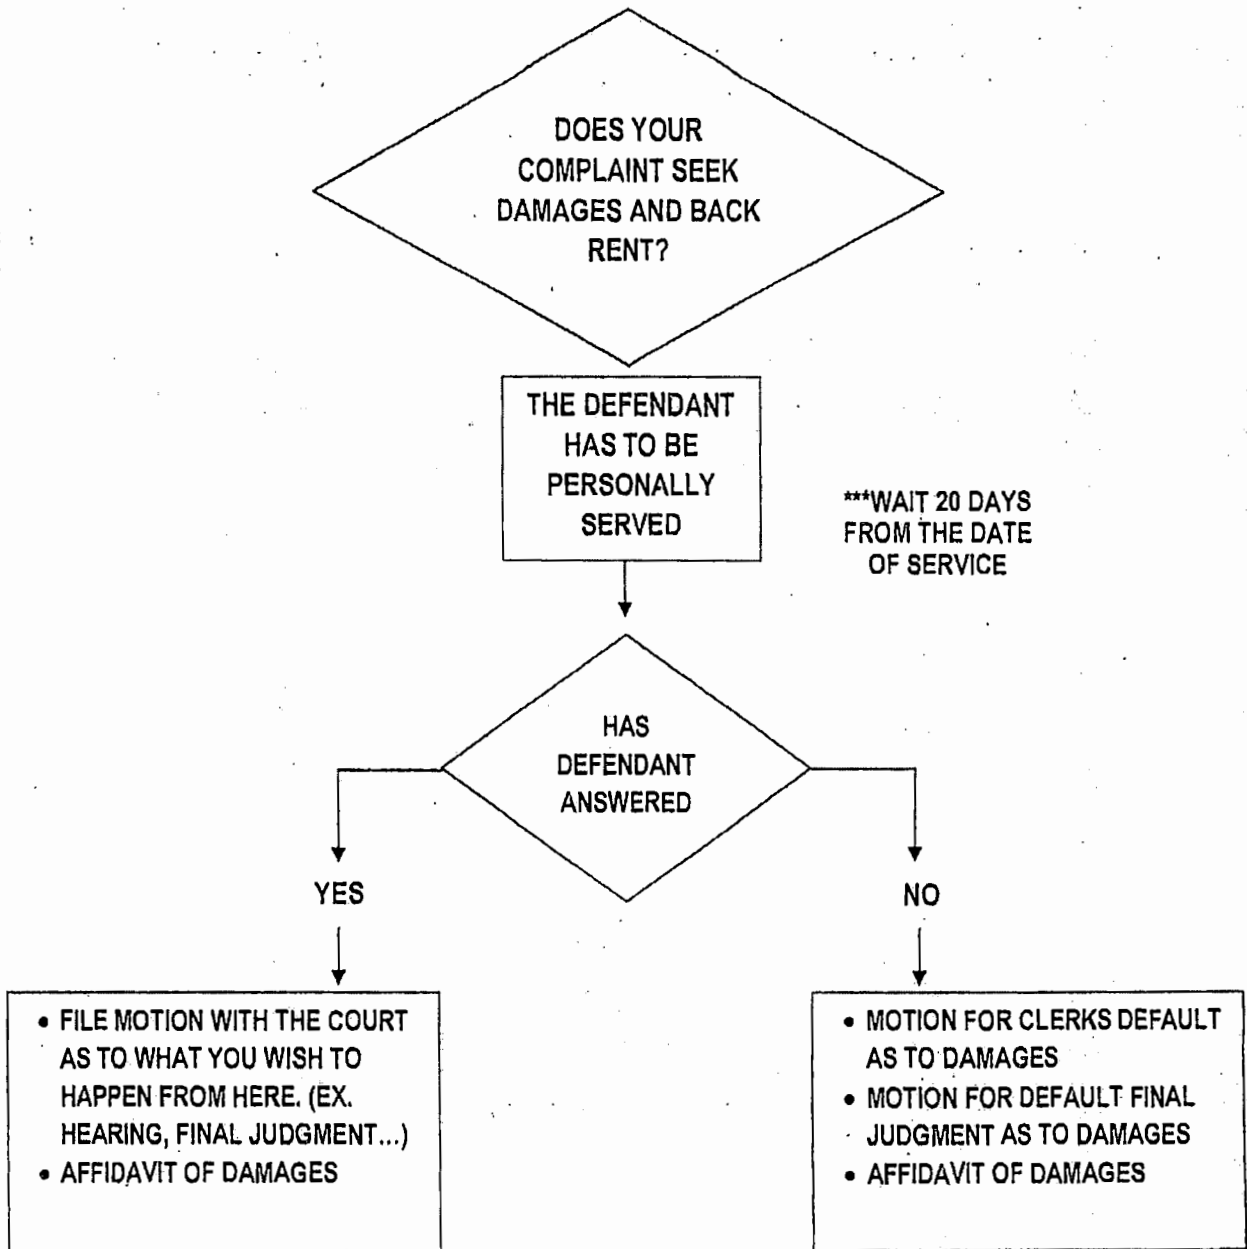 DOES YOUR
COMPLAINT SEEK
DAMAGES AND BACK
RENT?
THE DEFENDANT
HAS TO BE
PERSONALLY
SERVED
***WAIT 20 DAYS
FROM THE DATE
OF SERVICE
HAS
DEFENDANT
ANSWERED
YES
NO
• FILE MOTION WITH THE COURT
AS TO WHAT YOU WISH TO
HAPPEN FROM HERE. (EX.
HEARING, FINAL JUDGMENT...)
• AFFIDAVIT OF DAMAGES
• MOTION FOR CLERKS DEFAULT
AS TO DAMAGES
• MOTION FOR DEFAULT FINAL
JUDGMENT AS TO DAMAGES
• AFFIDAVIT OF DAMAGES